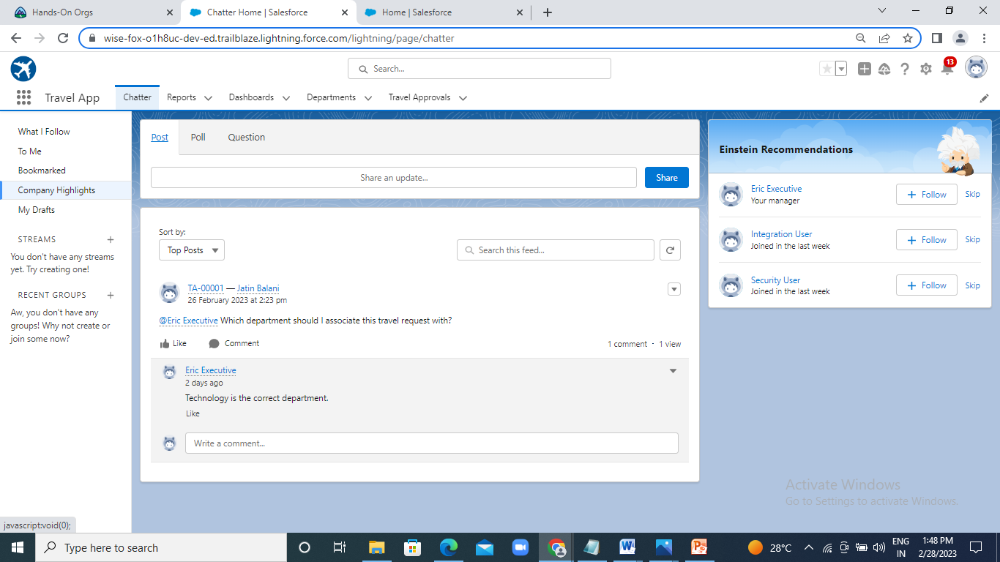 Hands-On Orgs
Chatter Home | Salesforce
Home | Salesforce
wise-fox-o1h8uc-dev-ed.trailblaze.lightning.force.com/lightning/page/chatter
Search...
13
Travel App
Chatter
Reports
Dashboards
Departments
Travel Approvals
What I Follow
To Me
Bookmarked
Company Highlights
My Drafts
STREAMS
You don't have any streams
yet. Try creating one!
RECENT GROUPS
Aw, you don't have any
groups! Why not create or
join some now?
Post
Poll
Question
Share an update...
Share
Sort by:
Top Posts
Search this feed...
TA-00001 — Jatin Balani
26 February 2023 at 2:23 pm
@Eric Executive Which department should I associate this travel request with?
Like
Comment
1 comment · 1 view
Eric Executive
2 days ago
Technology is the correct department.
Like
Write a comment...
Einstein Recommendations
Eric Executive
Your manager
Follow
Skip
Integration User
Joined in the last week
Follow
Skip
Security User
Joined in the last week
Follow
Skip
Activate Windows
Go to Settings to activate Windows.
javascript:void(0);
Type here to search
28°C
ENG
IN
1:48 PM
2/28/2023